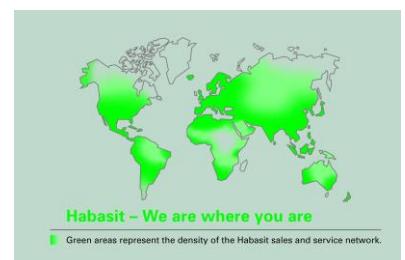 Habasit – We are where you are
Green areas represent the density of the Habasit sales and service network.